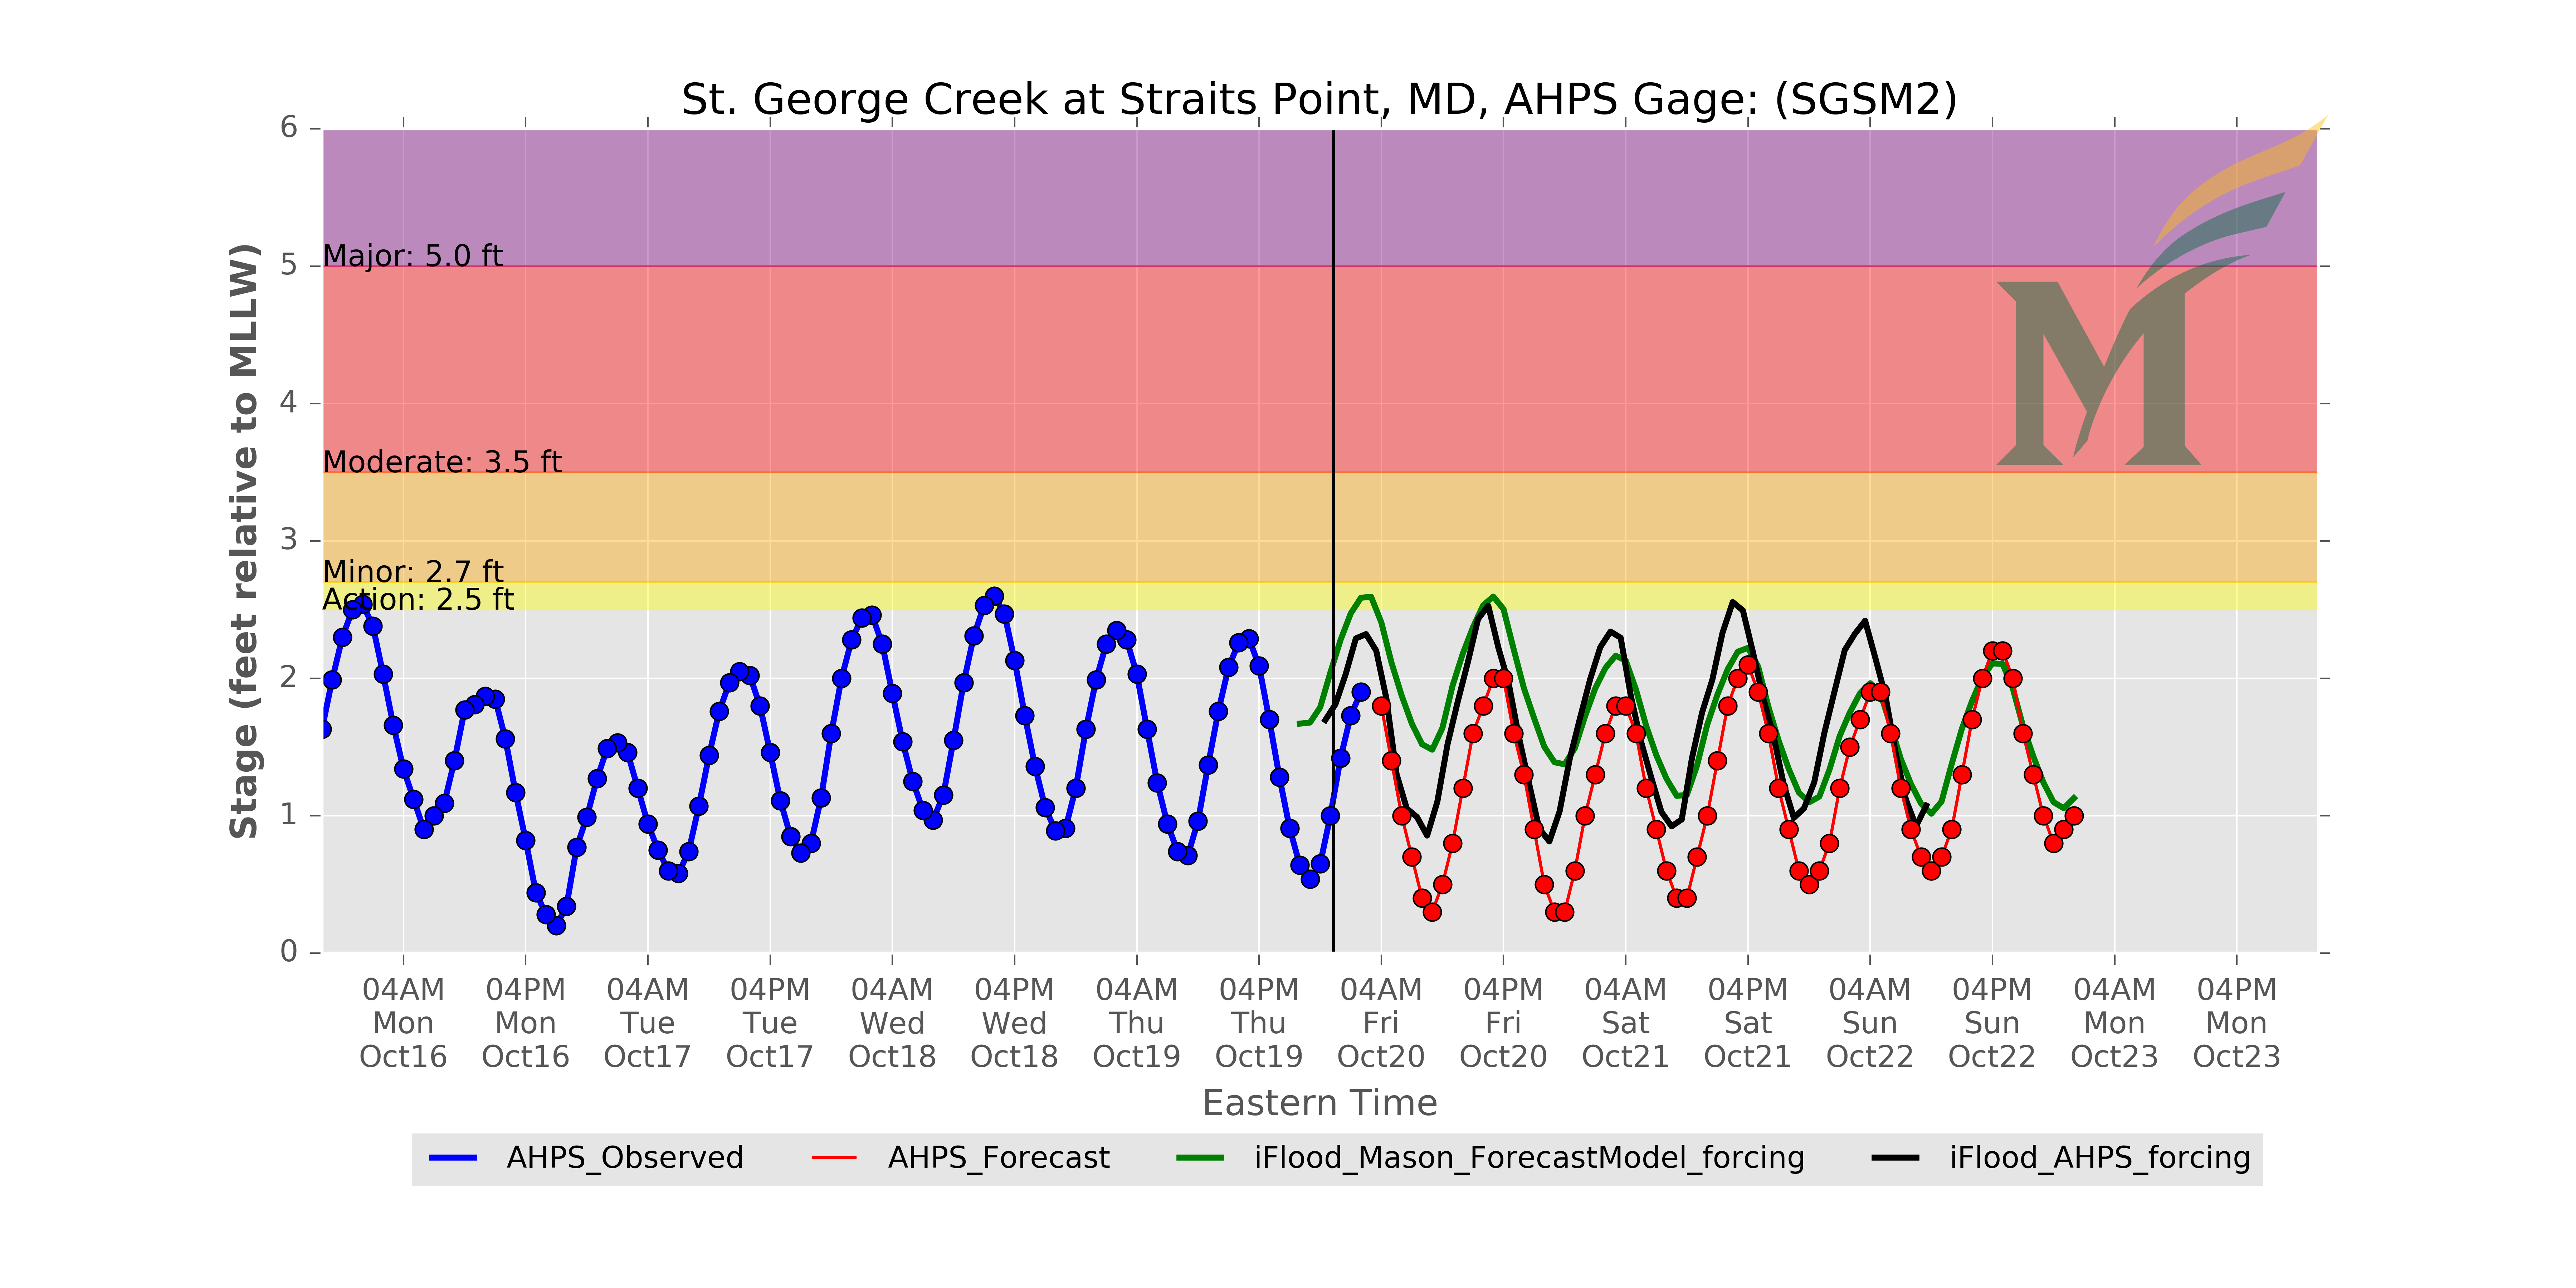 St. George Creek at Straits Point, MD, AHPS Gage: (SGSM2)
Stage (feet relative to MLLW)
6
5
4
3
2
1
0
Major: 5.0 ft
Moderate: 3.5 ft
Minor: 2.7 ft
Action: 2.5 ft
M
04AM 04PM 04AM 04PM 04AM 04PM 04AM 04PM 04AM 04PM 04AM 04PM 04AM 04PM 04AM 04PM
Mon Mon Tue Tue Wed Wed Thu Thu Fri Fri Sat Sat Sun Sun Mon Mon
Oct16 Oct16 Oct17 Oct17 Oct18 Oct18 Oct19 Oct19 Oct20 Oct20 Oct21 Oct21 Oct22 Oct22 Oct23 Oct23
Eastern Time
AHPS_Observed AHPS_Forecast iFlood_Mason_ForecastModel_forcing iFlood_AHPS_forcing